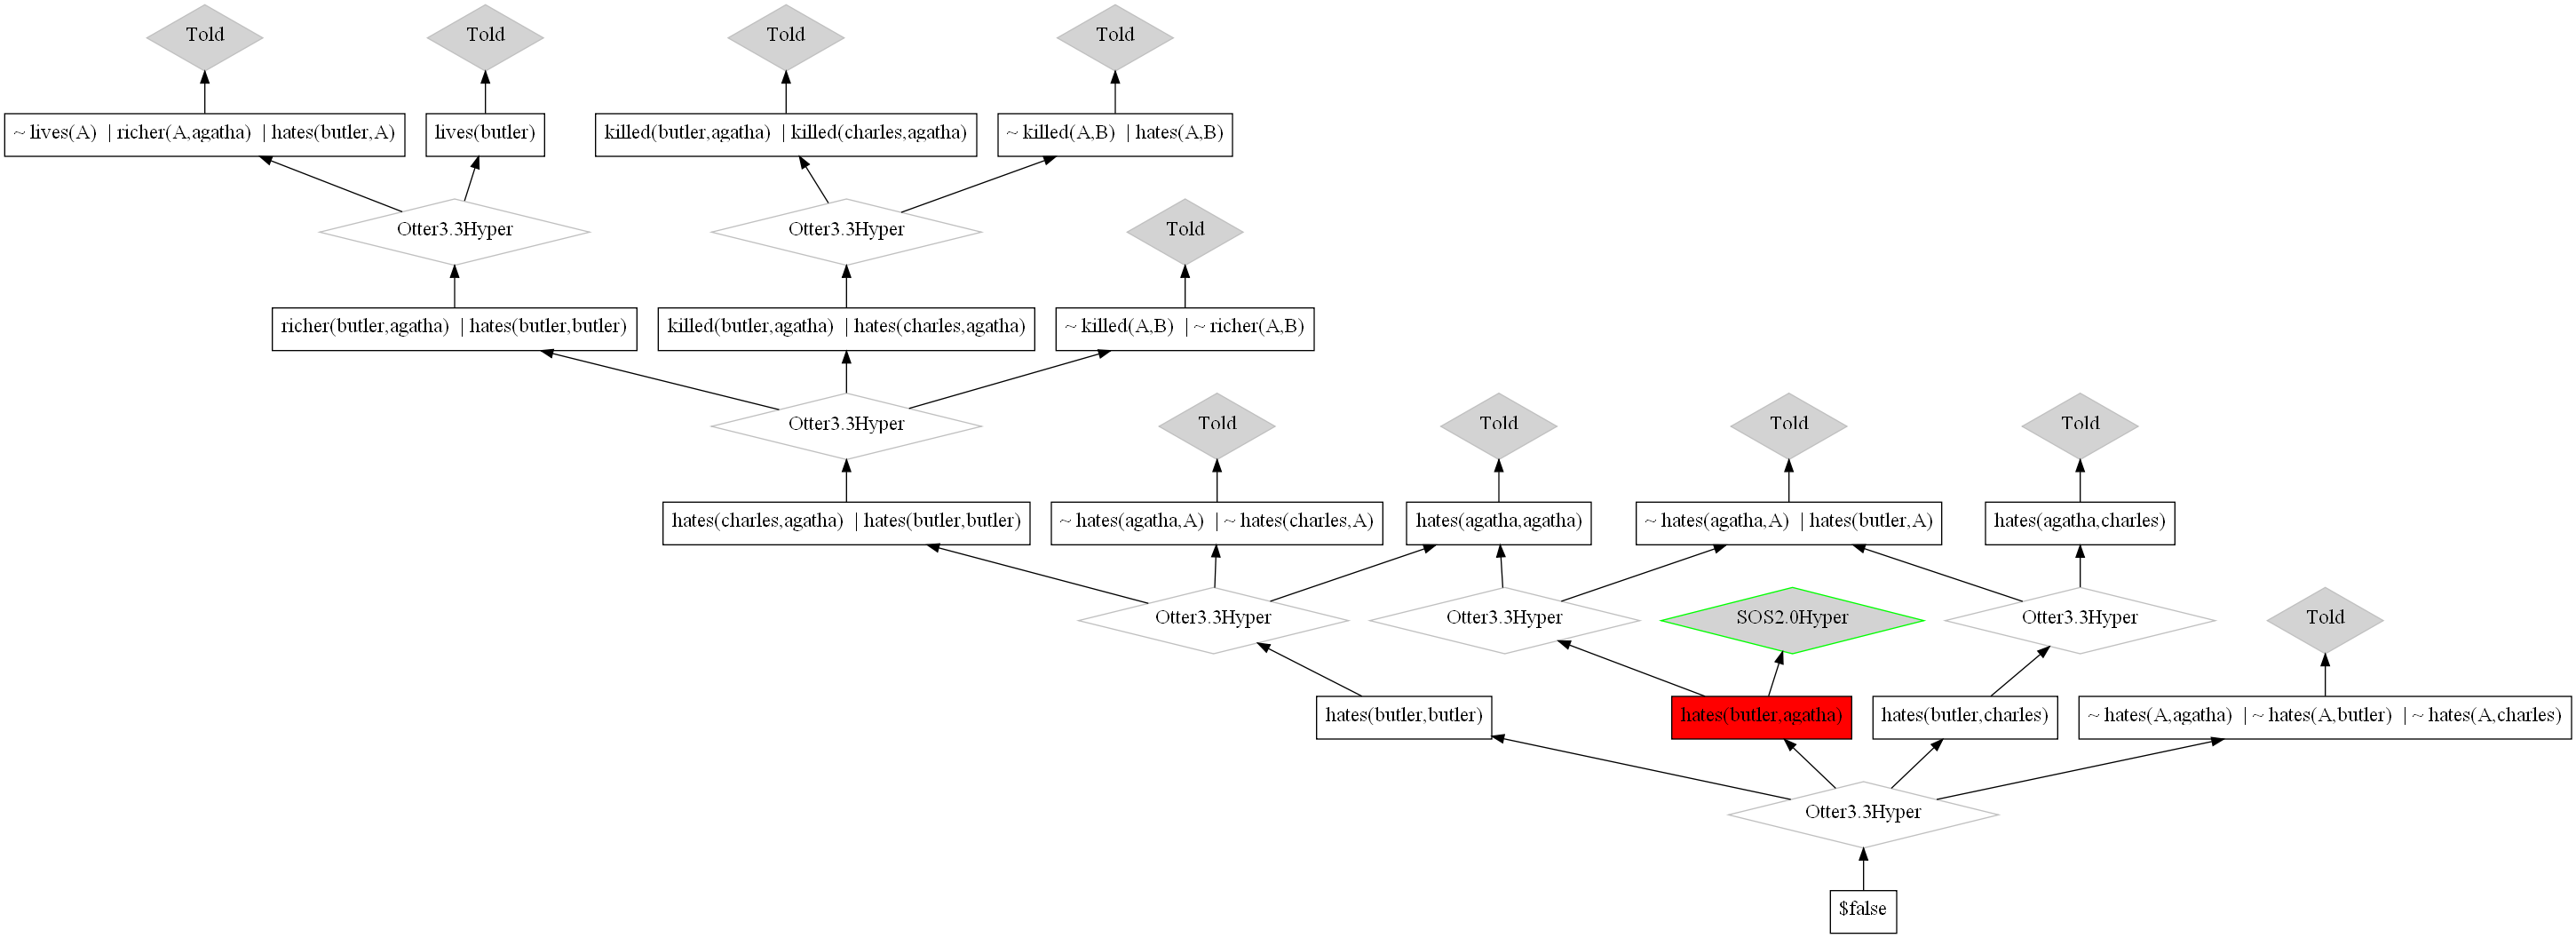 Told
Told
Told
Told
~ lives(A) | richer(A,agatha) | hates(butler,A)
lives(butler)
killed(butler,agatha) | killed(charles,agatha)
~ killed(A,B) | hates(A,B)
Otter3.3Hyper
Otter3.3Hyper
Told
richer(butler,agatha) | hates(butler,butler)
killed(butler,agatha) | hates(charles,agatha)
~ killed(A,B) | ~ richer(A,B)
Otter3.3Hyper
Told
Told
Told
Told
hates(charles,agatha) | hates(butler,butler)
~ hates(agatha,A) | ~ hates(charles,A)
hates(agatha,agatha)
~ hates(agatha,A) | hates(butler,A)
hates(agatha,charles)
Otter3.3Hyper
Otter3.3Hyper
SOS2.0Hyper
Otter3.3Hyper
Told
hates(butler,butler)
hates(butler,agatha)
hates(butler,charles)
~ hates(A,agatha) | ~ hates(A,butler) | ~ hates(A,charles)
Otter3.3Hyper
$false